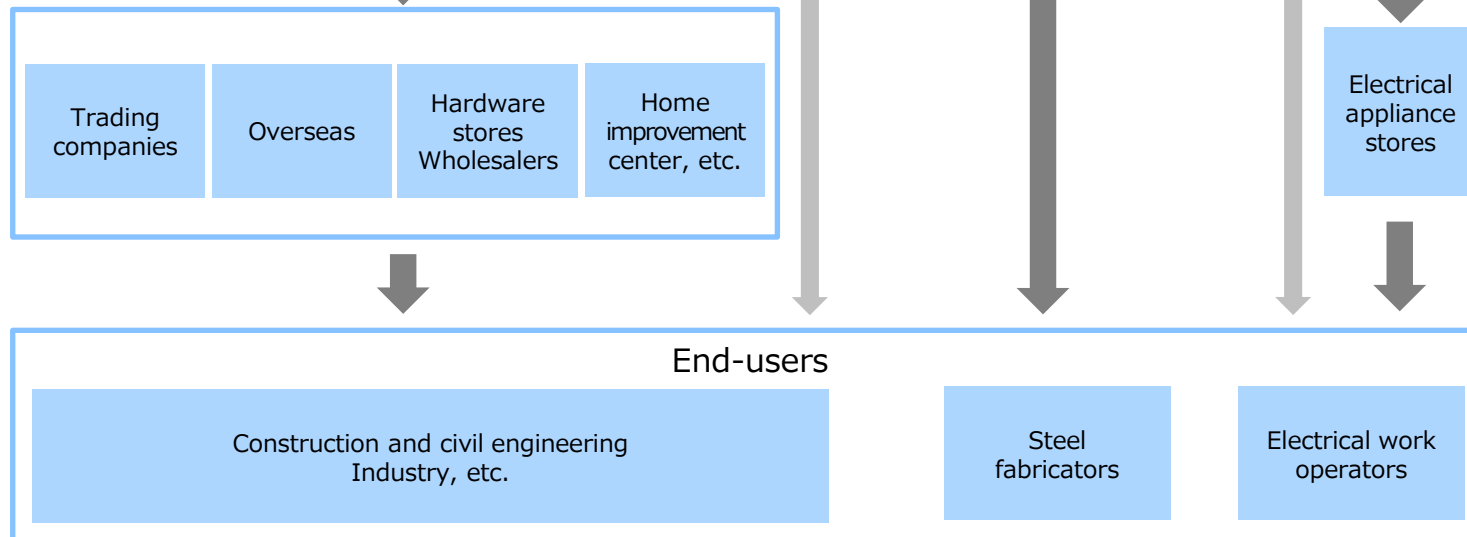 Trading
companies
Overseas
Hardware
stores
Wholesalers
Home
improvement
center, etc.
Electrical
appliance
stores
End-users
Construction and civil engineering
Industry, etc.
Steel
fabricators
Electrical work
operators